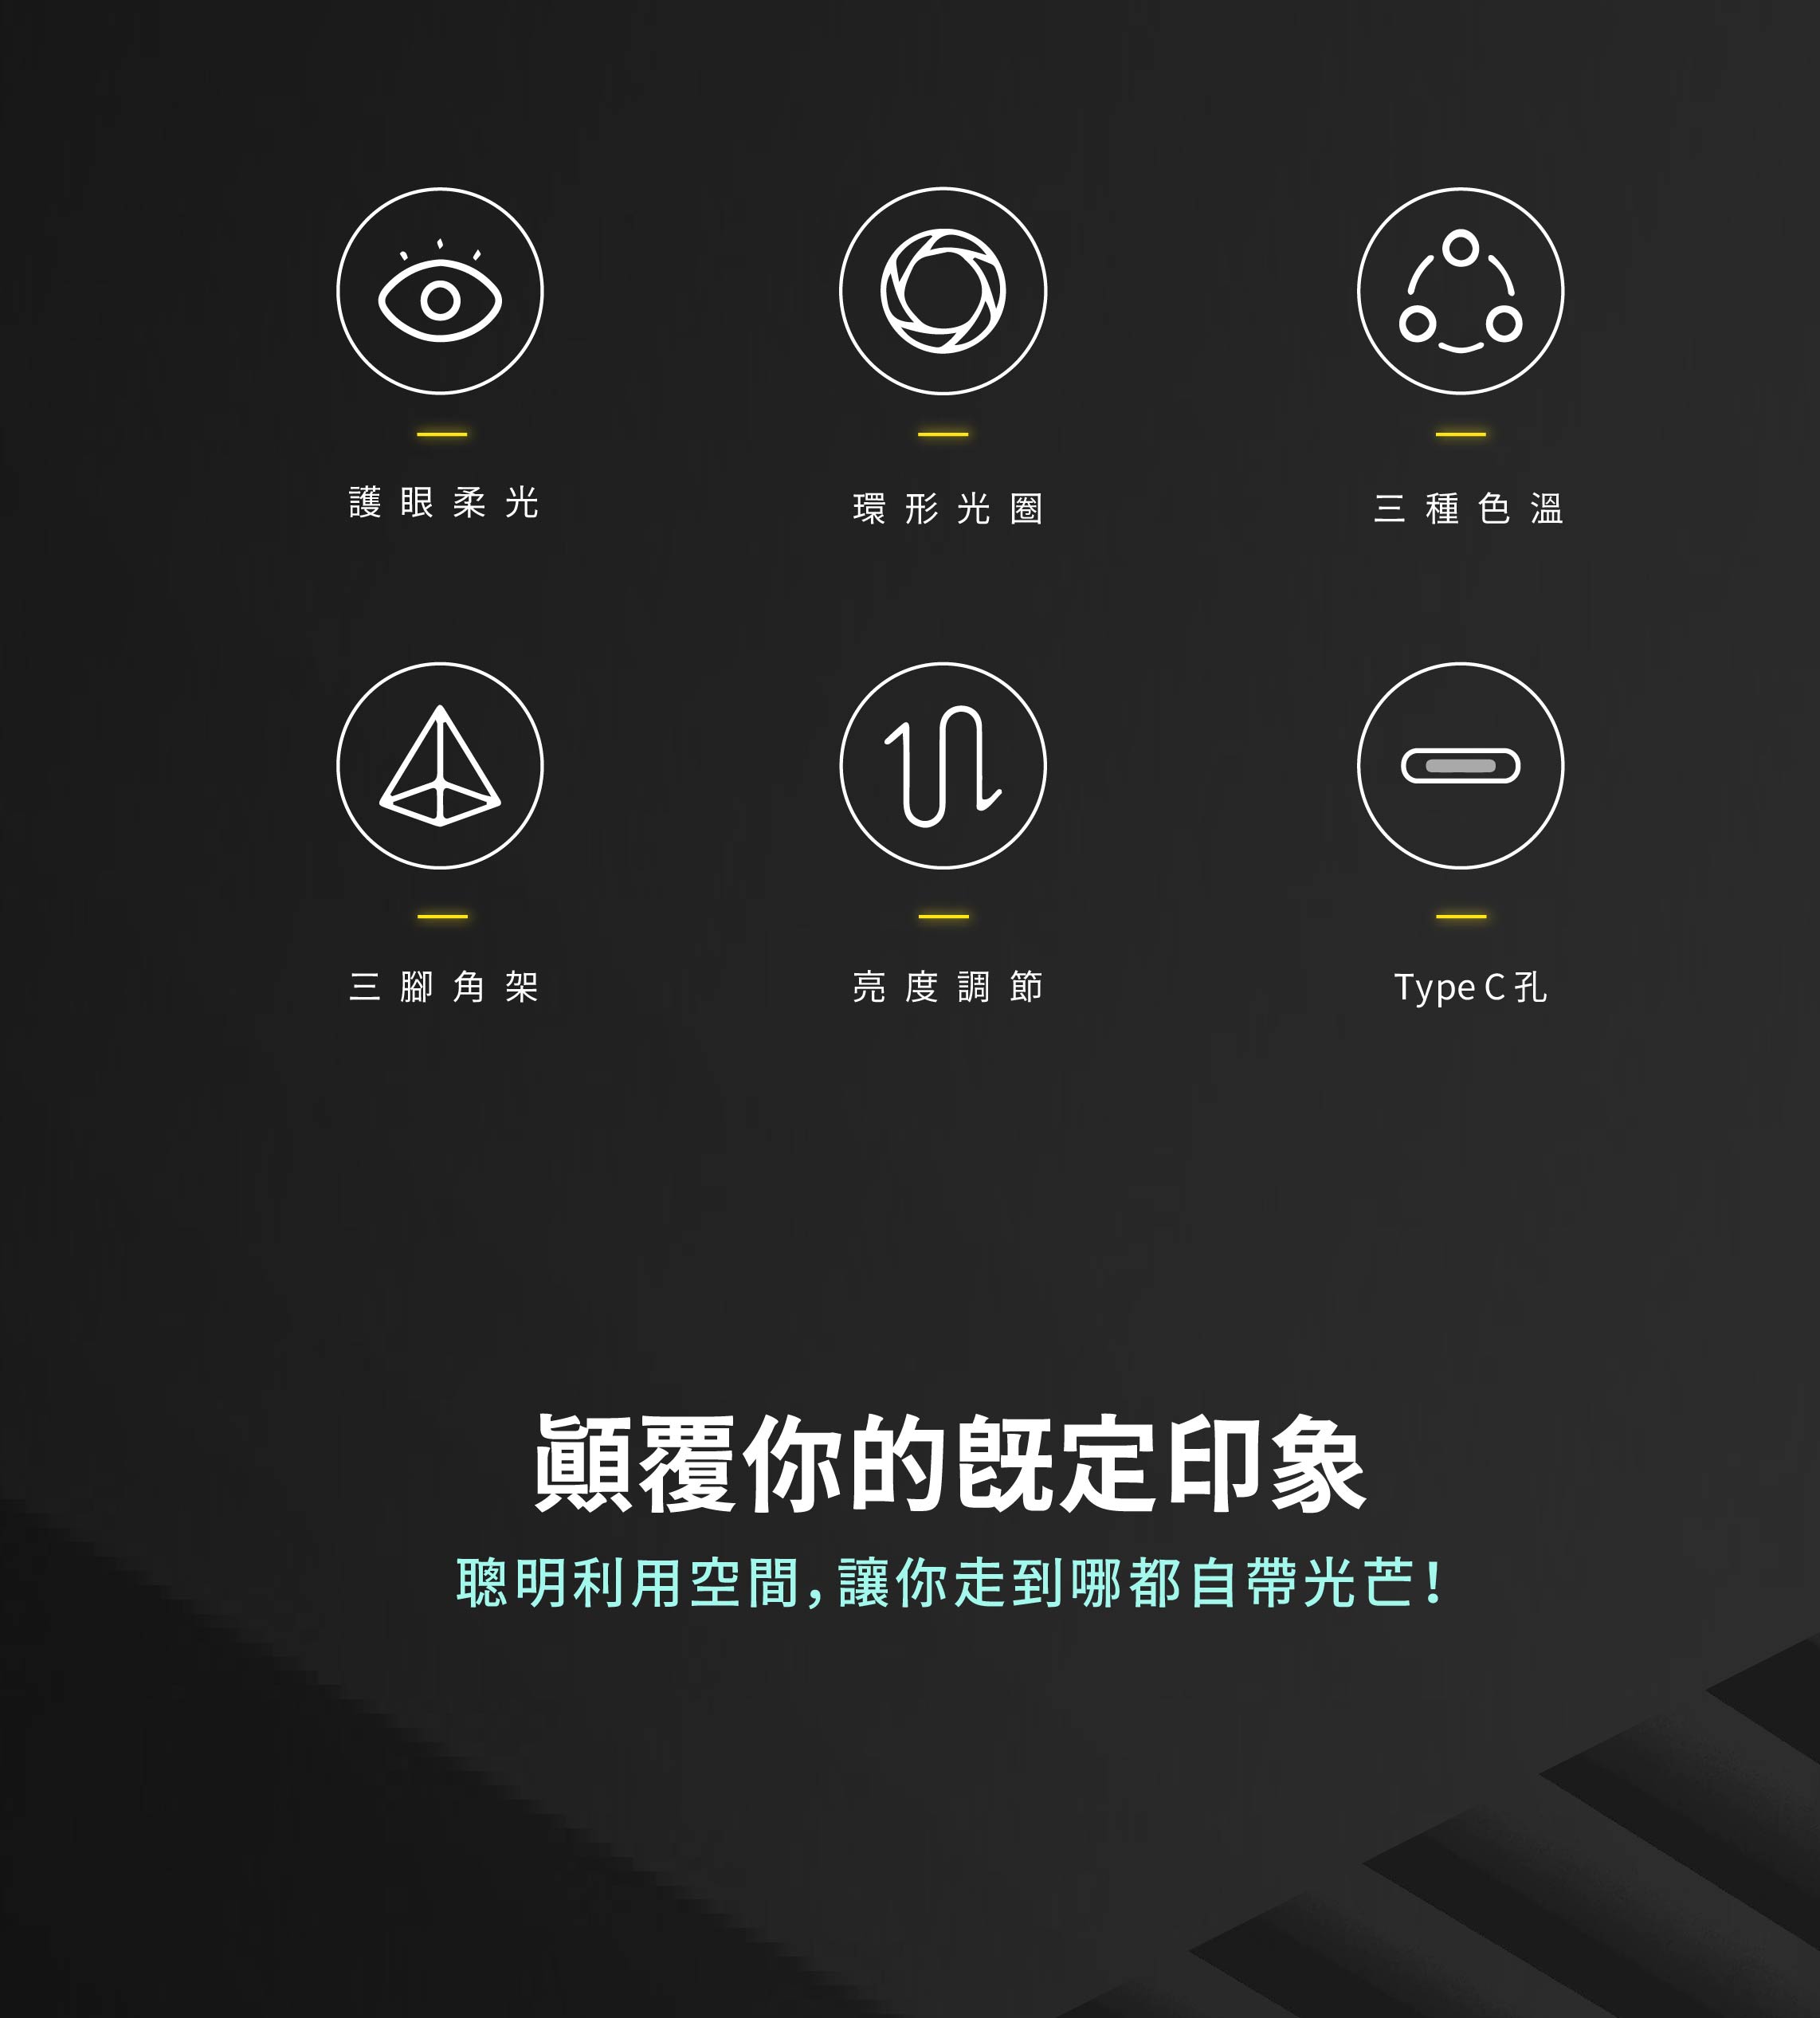 護眼柔光
環形光圈
三種色溫
三腳角架
亮度調節
Type C 孔
顛覆你的既定印象
聰明利用空間，讓你走到哪都自帶光芒！